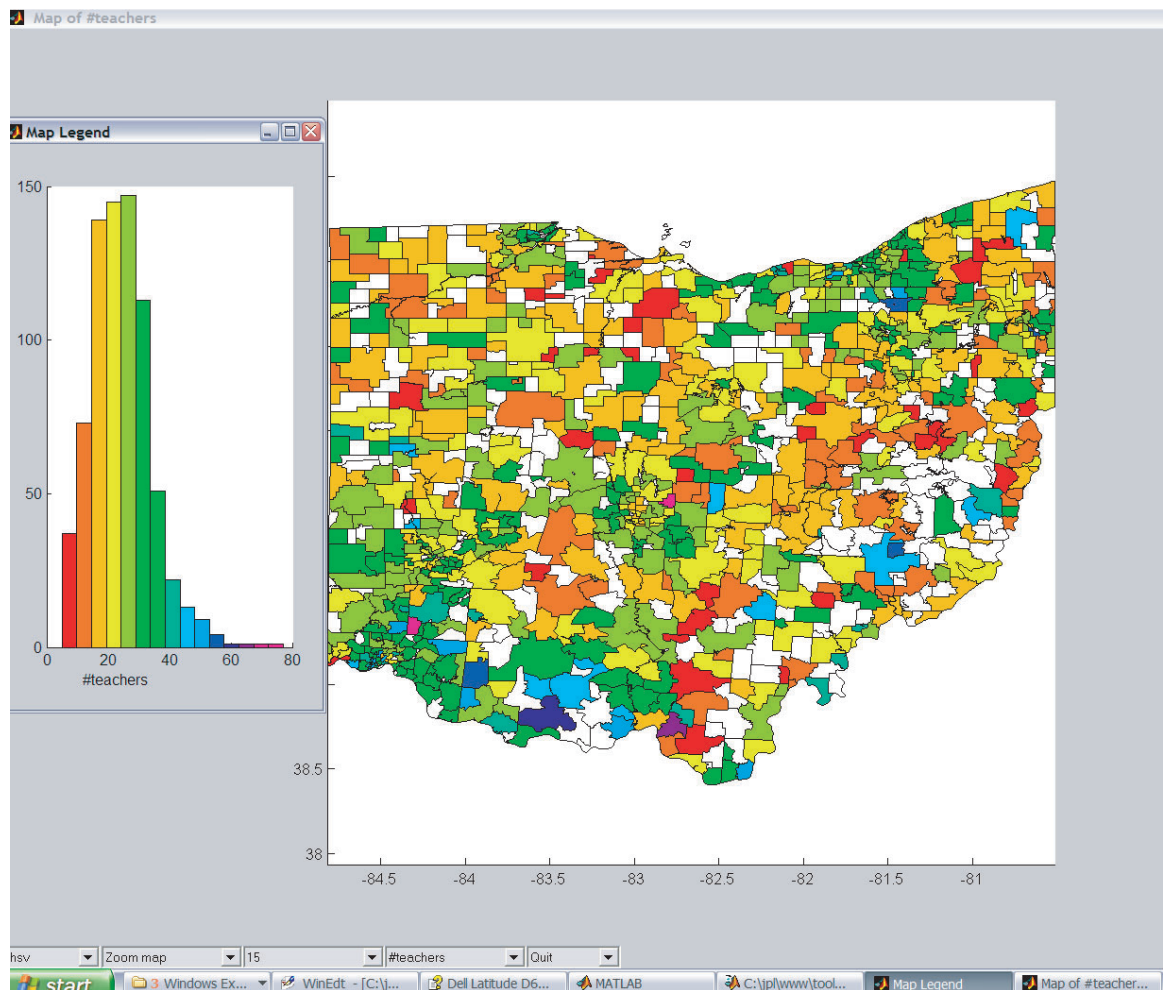 Map of #teachers
Map Legend
150
100
50
0
0 20 40 60 80
#teachers
38.5
38
-84.5 -84 -83.5 -83 -82.5 -82 -81.5 -81
hsv Zoom map 15 #teachers Quit
start 3 Windows Ex... WinEdt - [C:\j... Dell Latitude D6... MATLAB C:\jpl\www\tool... Map Legend Map of #teacher...